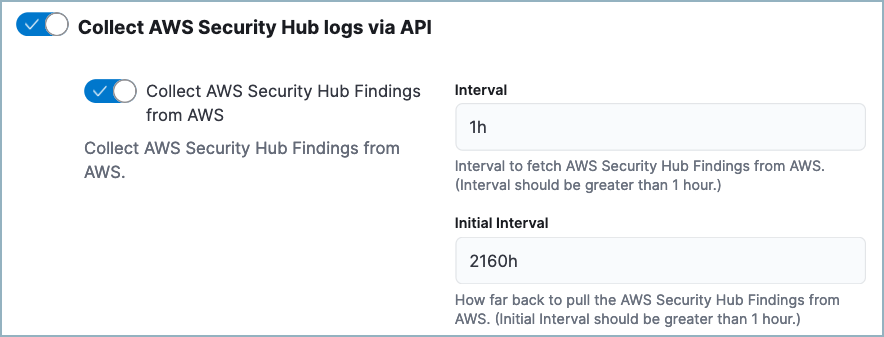 Collect AWS Security Hub logs via API
Collect AWS Security Hub Findings
from AWS
Collect AWS Security Hub Findings from
AWS.
Interval
1h
Interval to fetch AWS Security Hub Findings from AWS.
(Interval should be greater than 1 hour.)
Initial Interval
2160h
How far back to pull the AWS Security Hub Findings from
AWS. (Initial Interval should be greater than 1 hour.)